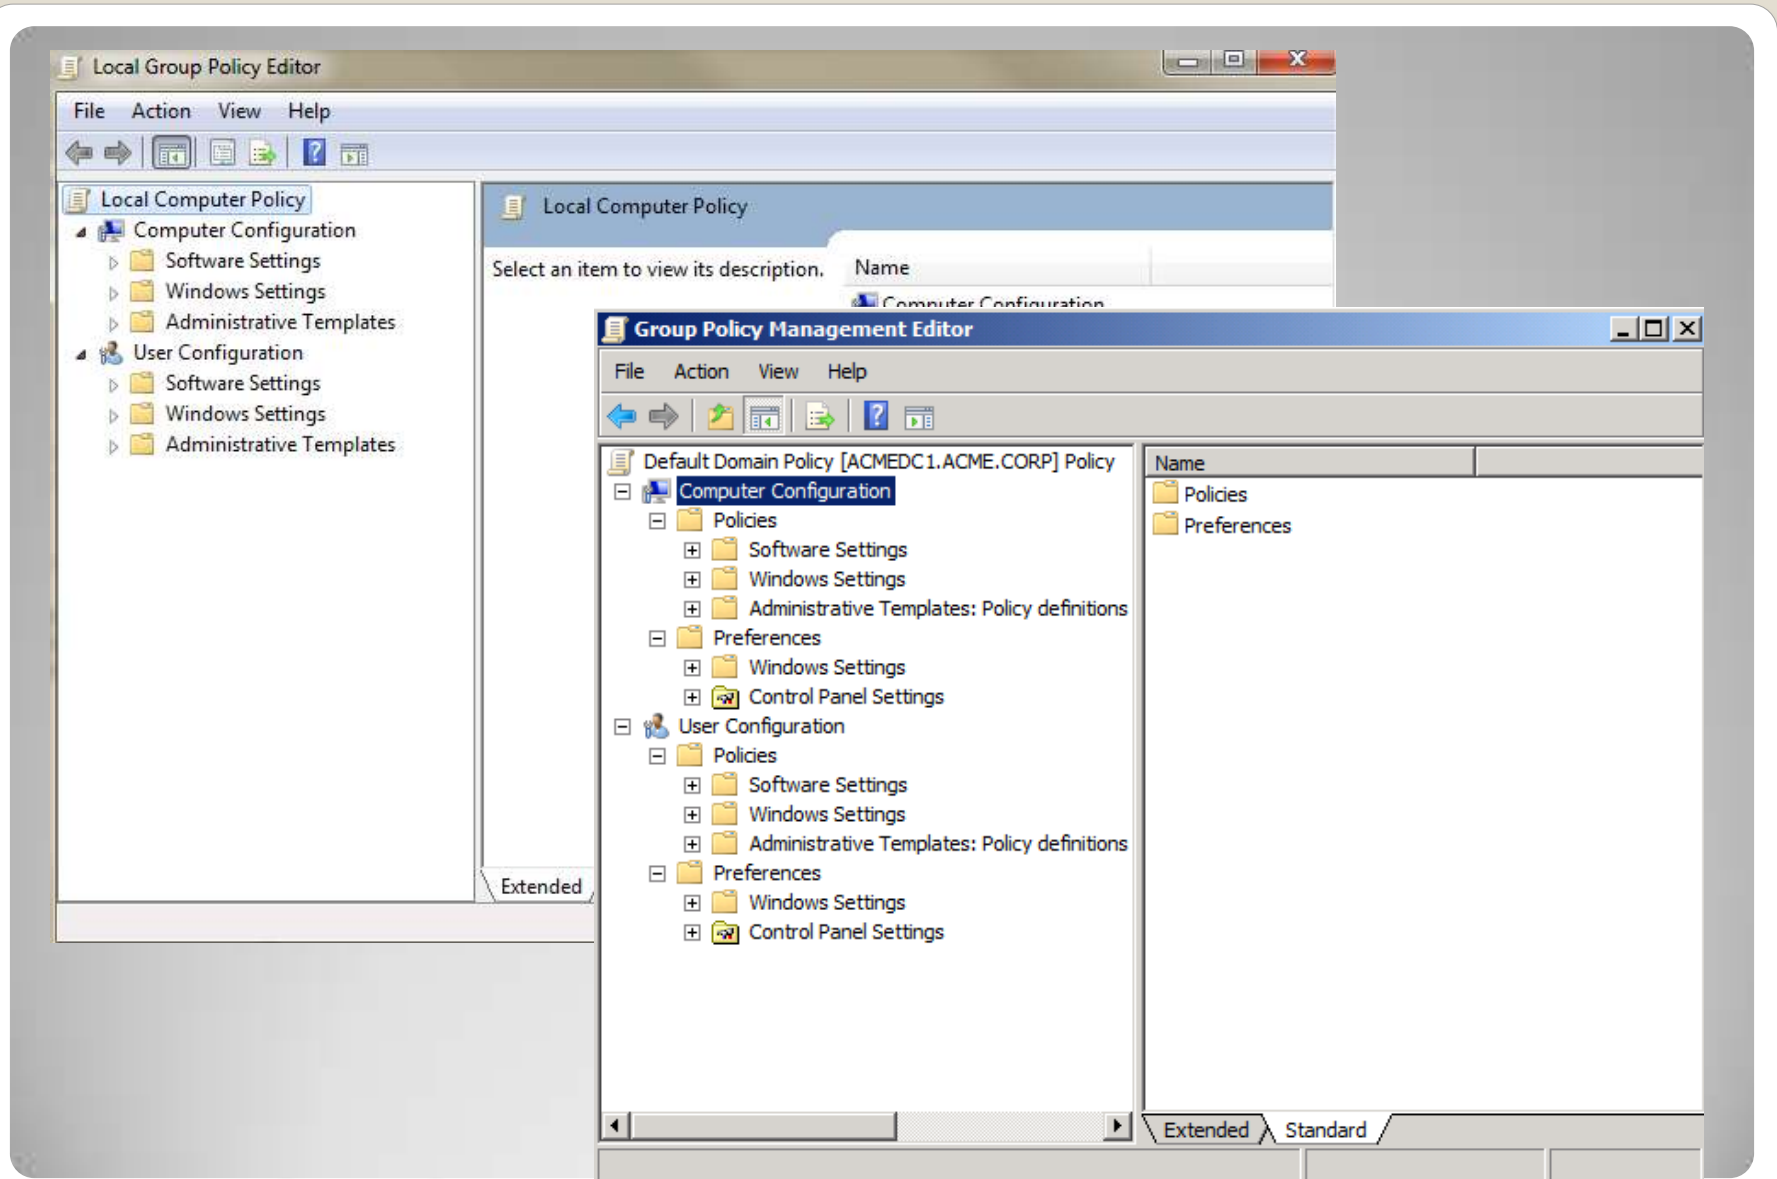 Local Group Policy Editor
File Action View Help
Local Computer Policy
Computer Configuration
Software Settings
Windows Settings
Administrative Templates
User Configuration
Software Settings
Windows Settings
Administrative Templates
Local Computer Policy
Select an item to view its description.
Name
Computer Configuration
Extended
Group Policy Management Editor
File Action View Help
Default Domain Policy [ACMEDC1.ACME.CORP] Policy
Computer Configuration
Policies
Software Settings
Windows Settings
Administrative Templates: Policy definitions
Preferences
Windows Settings
Control Panel Settings
User Configuration
Policies
Software Settings
Windows Settings
Administrative Templates: Policy definitions
Preferences
Windows Settings
Control Panel Settings
Name
Policies
Preferences
Extended Standard